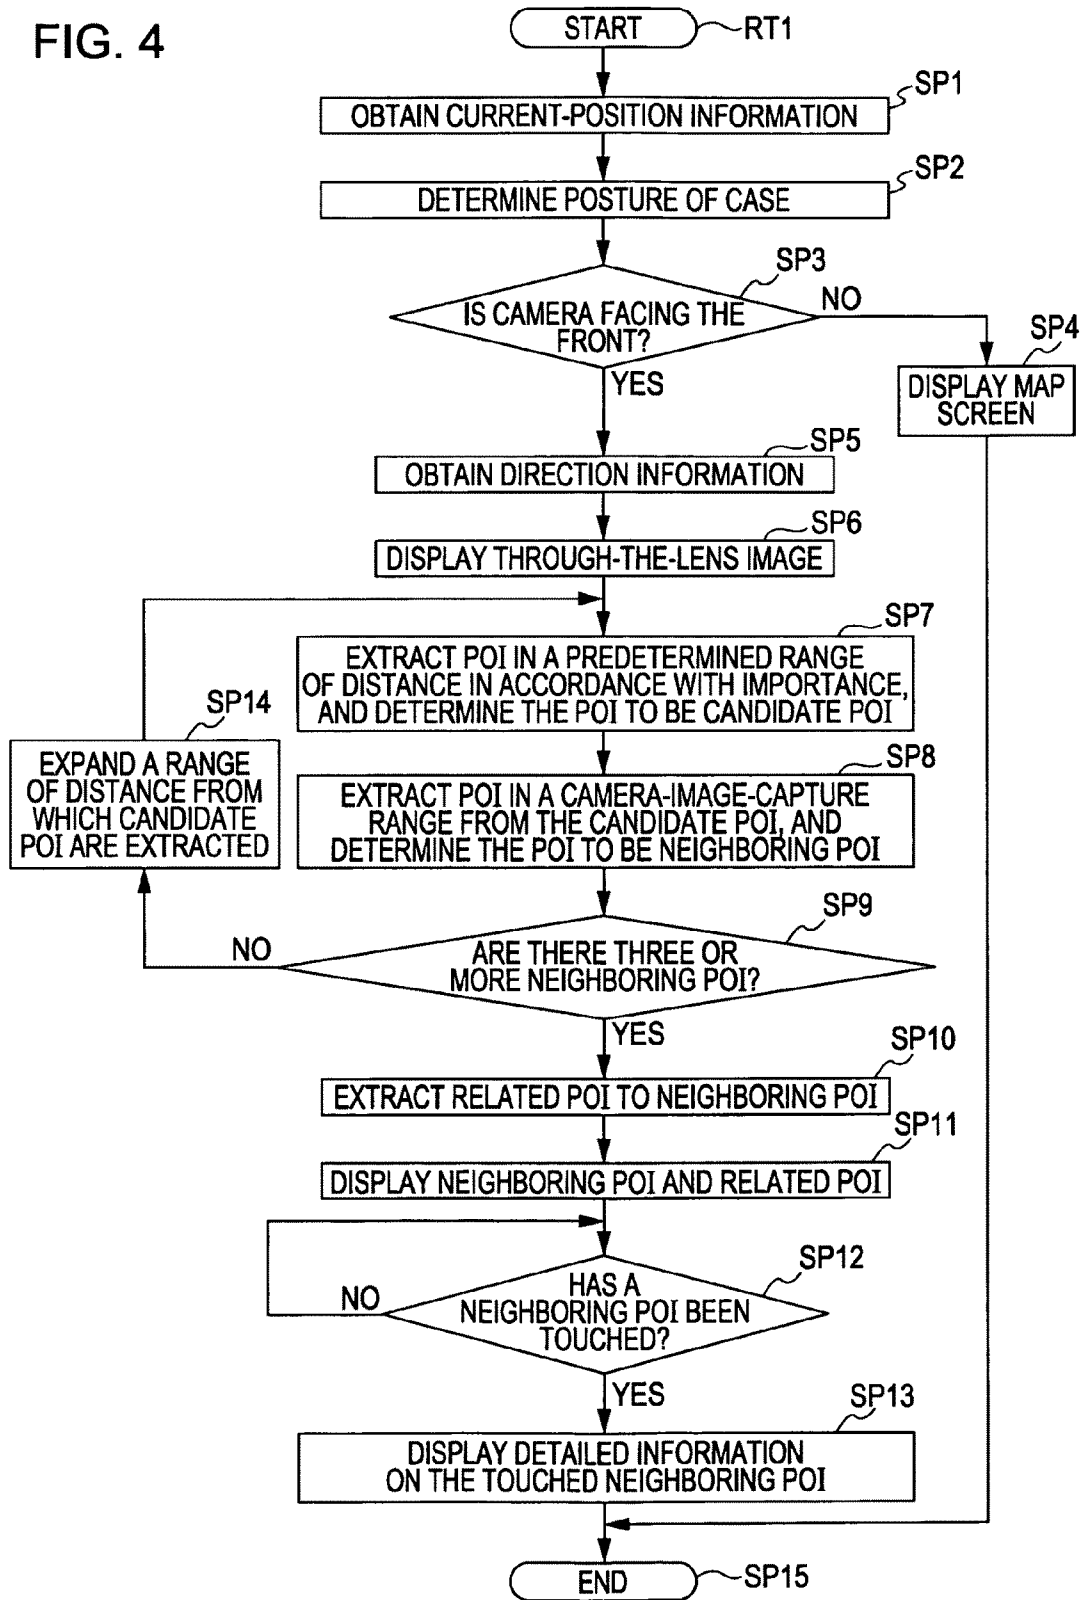 FIG. 4
START
RT1
SP1
OBTAIN CURRENT-POSITION INFORMATION
SP2
DETERMINE POSTURE OF CASE
SP3
IS CAMERA FACING THE
FRONT?
NO
YES
SP4
DISPLAY MAP
SCREEN
SP5
OBTAIN DIRECTION INFORMATION
SP6
DISPLAY THROUGH-THE-LENS IMAGE
SP7
EXTRACT POI IN A PREDETERMINED RANGE
OF DISTANCE IN ACCORDANCE WITH IMPORTANCE,
AND DETERMINE THE POI TO BE CANDIDATE POI
SP14
EXPAND A RANGE
OF DISTANCE FROM
WHICH CANDIDATE
POI ARE EXTRACTED
SP8
EXTRACT POI IN A CAMERA-IMAGE-CAPTURE
RANGE FROM THE CANDIDATE POI, AND
DETERMINE THE POI TO BE NEIGHBORING POI
SP9
NO
ARE THERE THREE OR
MORE NEIGHBORING POI?
YES
SP10
EXTRACT RELATED POI TO NEIGHBORING POI
SP11
DISPLAY NEIGHBORING POI AND RELATED POI
SP12
NO
HAS A
NEIGHBORING POI BEEN
TOUCHED?
YES
SP13
DISPLAY DETAILED INFORMATION
ON THE TOUCHED NEIGHBORING POI
END
SP15